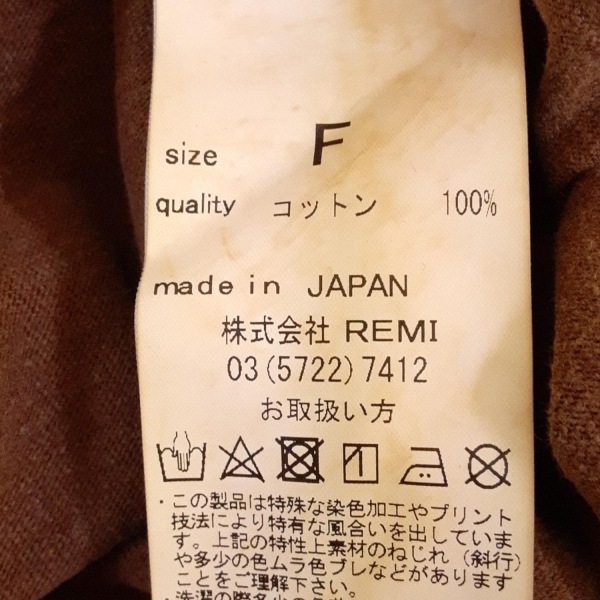 size F
quality コットン 100%
made in JAPAN
株式会社 REMI
03(5722)7412
お取扱い方
・この製品は特殊な染色加工やプリント
技法により特有な風合いを出していま
す。上記の特性上素材のねじれ(斜行)
や多少の色ムラ色ブレなどがあります
ことをご理解下さい。